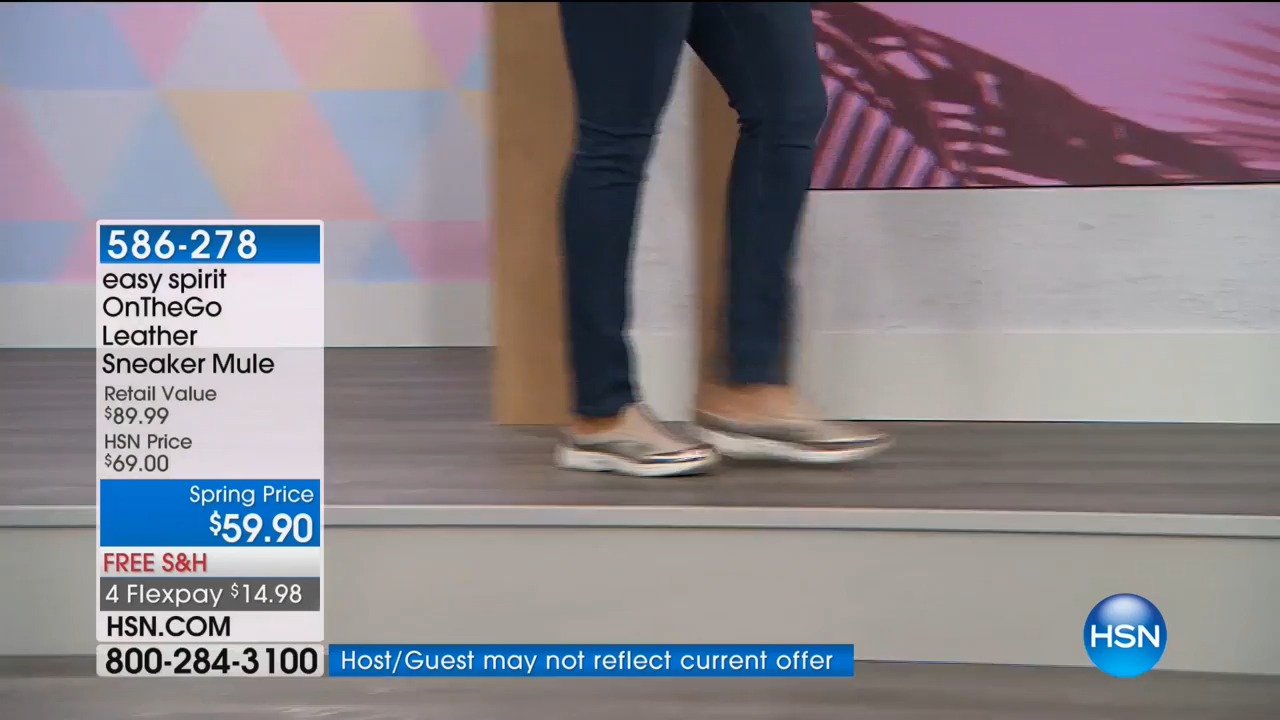 586-278
easy spirit
OnTheGo
Leather
Sneaker Mule
Retail Value
$89.99
HSN Price
$69.00
Spring Price
$59.90
FREE S&H
4 Flexpay $14.98
HSN.COM
800-284-3100
Host/Guest may not reflect current offer
HSN